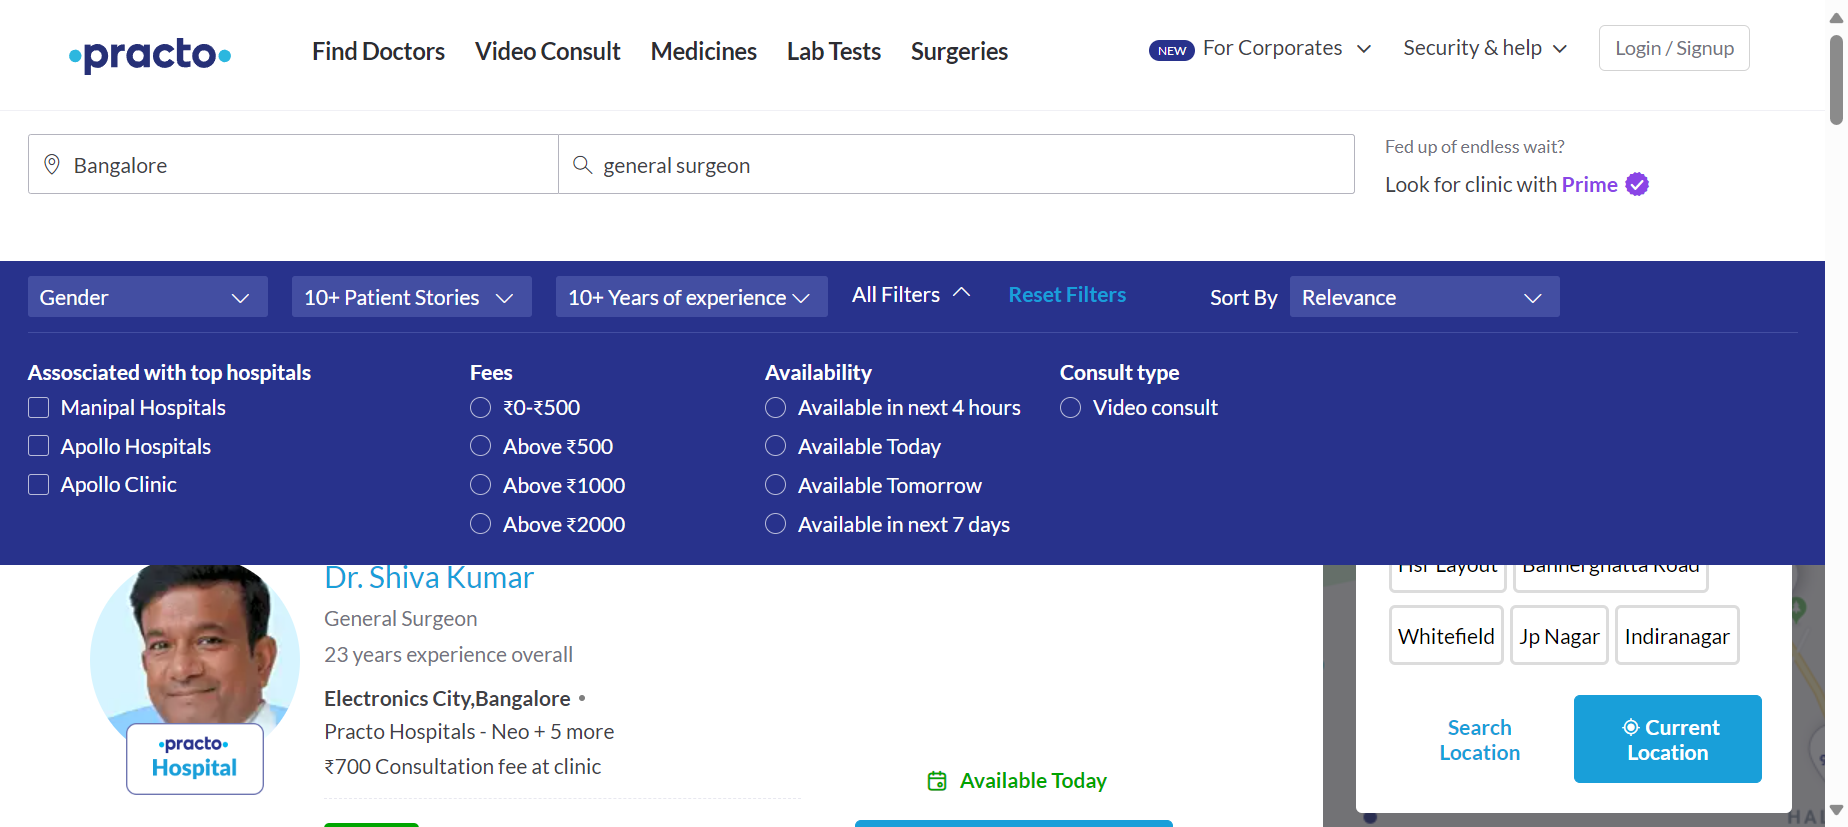 practo
Find Doctors
Video Consult
Medicines
Lab Tests
Surgeries
NEW
For Corporates
Security & help
Login / Signup
Bangalore
general surgeon
Fed up of endless wait?
Look for clinic with Prime
Gender
10+ Patient Stories
10+ Years of experience
All Filters
Reset Filters
Sort By
Relevance
Assosciated with top hospitals
Manipal Hospitals
Apollo Hospitals
Apollo Clinic
Fees
₹0-₹500
Above ₹500
Above ₹1000
Above ₹2000
Availability
Available in next 4 hours
Available Today
Available Tomorrow
Available in next 7 days
Consult type
Video consult
Dr. Shiva Kumar
General Surgeon
23 years experience overall
Electronics City,Bangalore •
Practo Hospitals - Neo + 5 more
₹700 Consultation fee at clinic
practo
Hospital
Available Today
Hsr Layout
Bannerghatta Road
Whitefield
Jp Nagar
Indiranagar
Search
Location
Current
Location